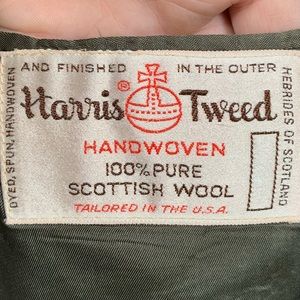 DYED, SPUN, HANDWOVEN
AND FINISHED IN THE OUTER
HEBRIDES OF SCOTLAND
Harris Tweed
®
HANDWOVEN
100% PURE
SCOTTISH WOOL
TAILORED IN THE U.S.A.